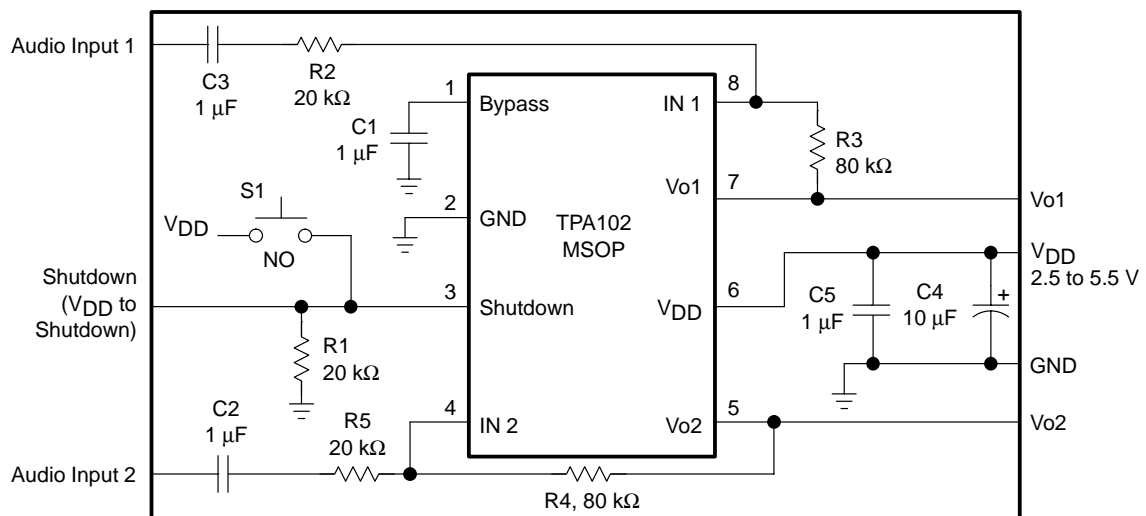 Audio Input 1
C3
1 μF
R2
20 kΩ
1
Bypass
C1
1 μF
8
IN 1
R3
80 kΩ
S1
VDD
NO
2
GND
TPA102
MSOP
Vo1
7
Vo1
Shutdown
(VDD to
Shutdown)
3
Shutdown
VDD
6
C5
1 μF
C4
10 μF
+
VDD
2.5 to 5.5 V
GND
R1
20 kΩ
C2
1 μF
R5
20 kΩ
4
IN 2
Vo2
5
Vo2
Audio Input 2
R4, 80 kΩ